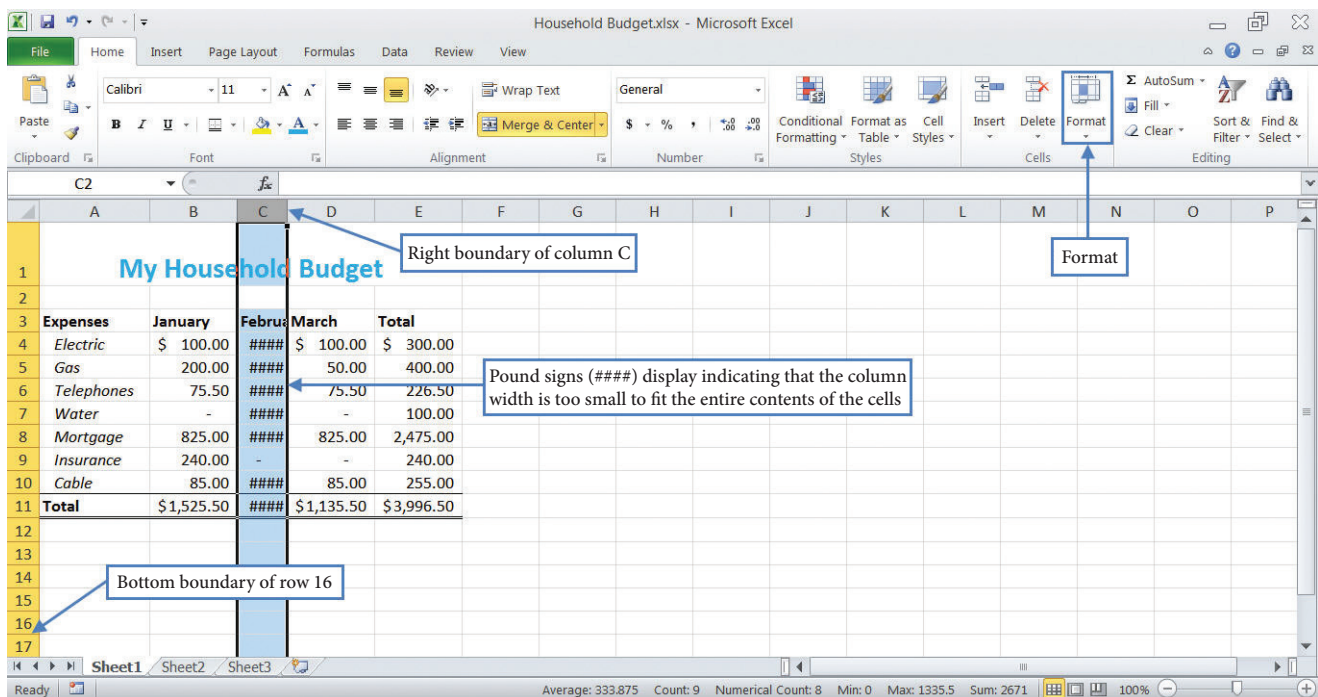 Household Budget.xlsx - Microsoft Excel
File Home Insert Page Layout Formulas Data Review View
Calibri 11 A A Wrap Text General Σ AutoSum
Paste Fill
B I U A Merge & Center $ % , Conditional Formatting Format as Table Cell Styles Insert Delete Format Clear Sort & Filter Find & Select
Clipboard Font Alignment Number Styles Cells Editing
C2 fx
A B C D E F G H I J K L M N O P
Right boundary of column C
Format
1 My Household Budget
2
3 Expenses January Februa March Total
4 Electric $ 100.00 #### $ 100.00 $ 300.00
5 Gas 200.00 #### 50.00 400.00
6 Telephones 75.50 #### 75.50 226.50
7 Water - #### - 100.00
8 Mortgage 825.00 #### 825.00 2,475.00
9 Insurance 240.00 - - 240.00
10 Cable 85.00 #### 85.00 255.00
11 Total $1,525.50 #### $1,135.50 $3,996.50
Pound signs (####) display indicating that the column
width is too small to fit the entire contents of the cells
12
13
14
15
16
17
Bottom boundary of row 16
Sheet1 Sheet2 Sheet3
Ready Average: 333.875 Count: 9 Numerical Count: 8 Min: 0 Max: 1335.5 Sum: 2671 100%